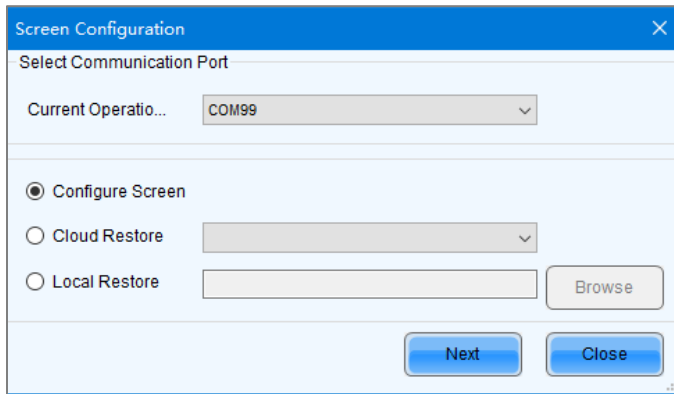 Screen Configuration
Select Communication Port
Current Operatio... COM99
Configure Screen
Cloud Restore
Local Restore Browse
Next Close